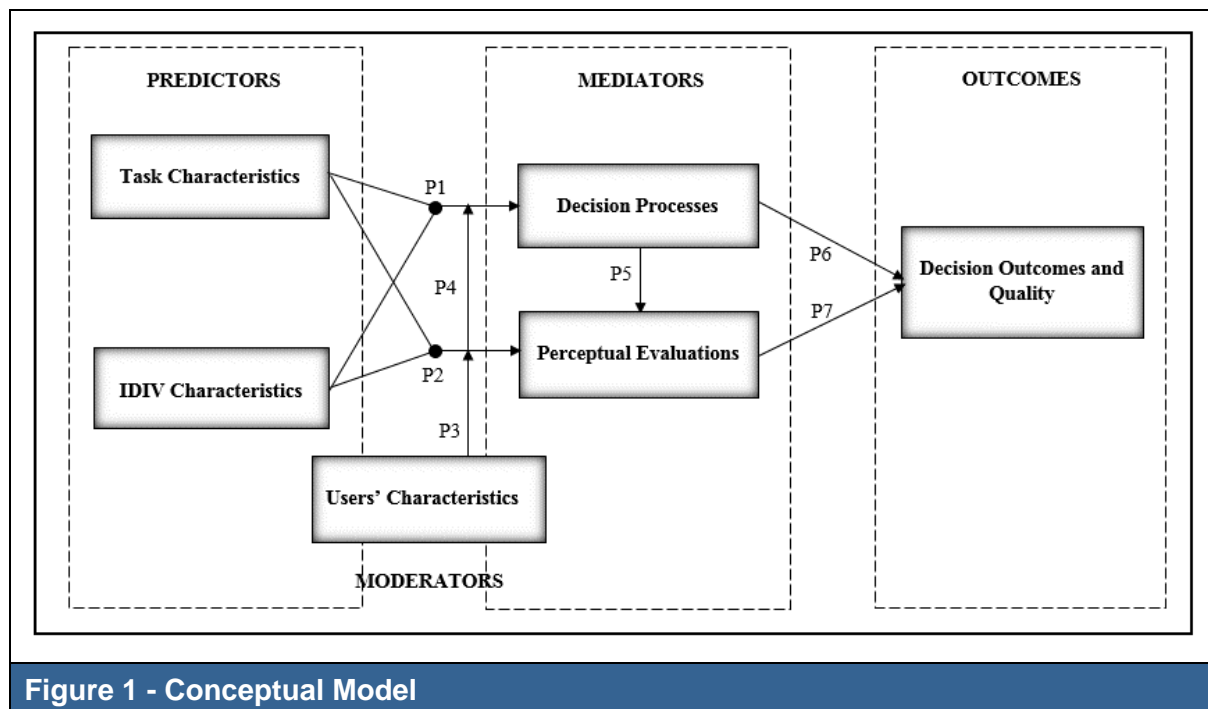 PREDICTORS
MEDIATORS
OUTCOMES
Task Characteristics
P1
Decision Processes
P6
Decision Outcomes and
Quality
P4
P5
P7
IDIV Characteristics
P2
Perceptual Evaluations
P3
Users’ Characteristics
MODERATORS
Figure 1 - Conceptual Model